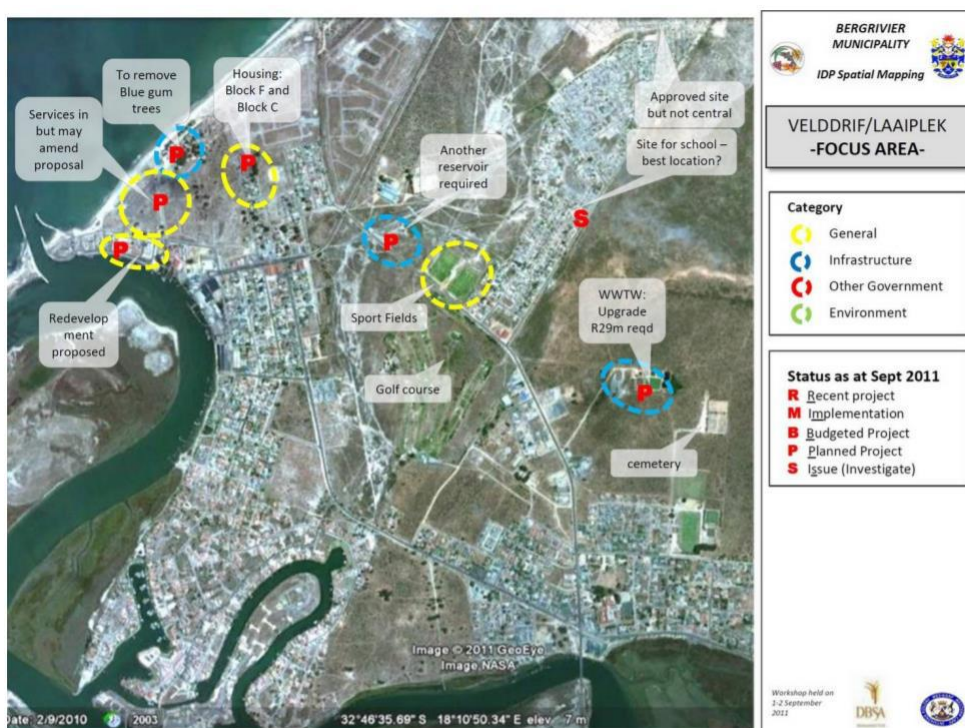 To remove
Blue gum
trees
Housing:
Block F and
Block C
Services in
but may
amend
proposal
Another
reservoir
required
Approved site
but not central
Site for school –
best location?
P
P
P
P
P
S
Redevelop
ment
proposed
Sport Fields
WWTW:
Upgrade
R29m reqd
P
Golf course
cemetery
Image © 2011 GeoEye
Image NASA
Date: 2/9/2010
2003
32°46'35.69" S 18°10'50.34" E elev 7 m
BERGRIVIER
MUNICIPALITY
IDP Spatial Mapping
VELDDRIF/LAAIPLEK
-FOCUS AREA-
Category
General
Infrastructure
Other Government
Environment
Status as at Sept 2011
R Recent project
M Implementation
B Budgeted Project
P Planned Project
S Issue (Investigate)
Workshop held on
1-2 September
2011
DBSA